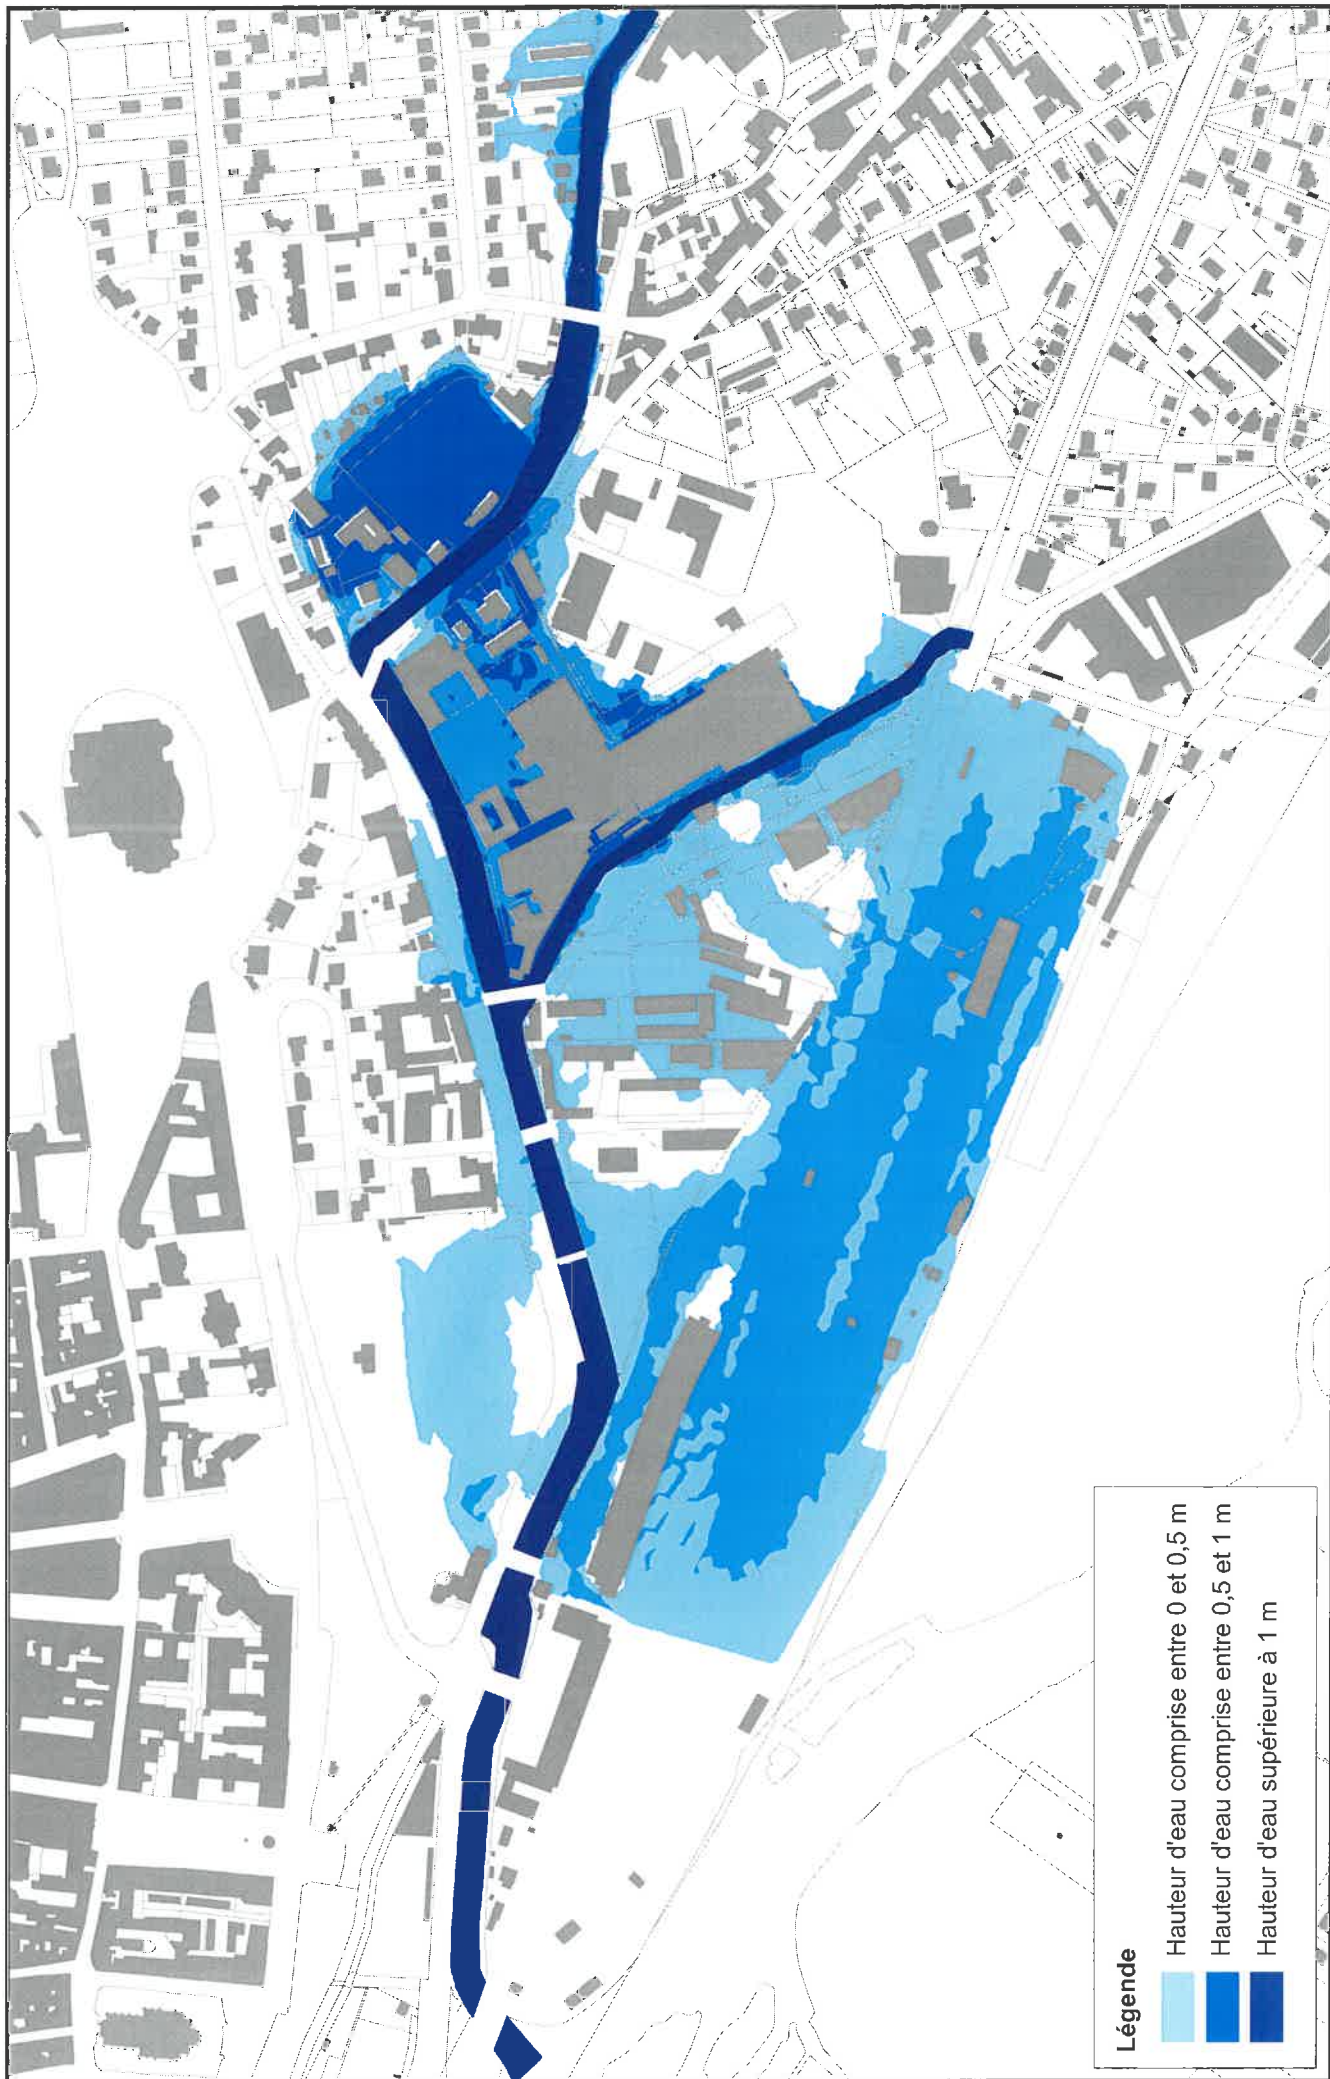 Légende
Hauteur d'eau comprise entre 0 et 0,5 m
Hauteur d'eau comprise entre 0,5 et 1 m
Hauteur d'eau supérieure à 1 m